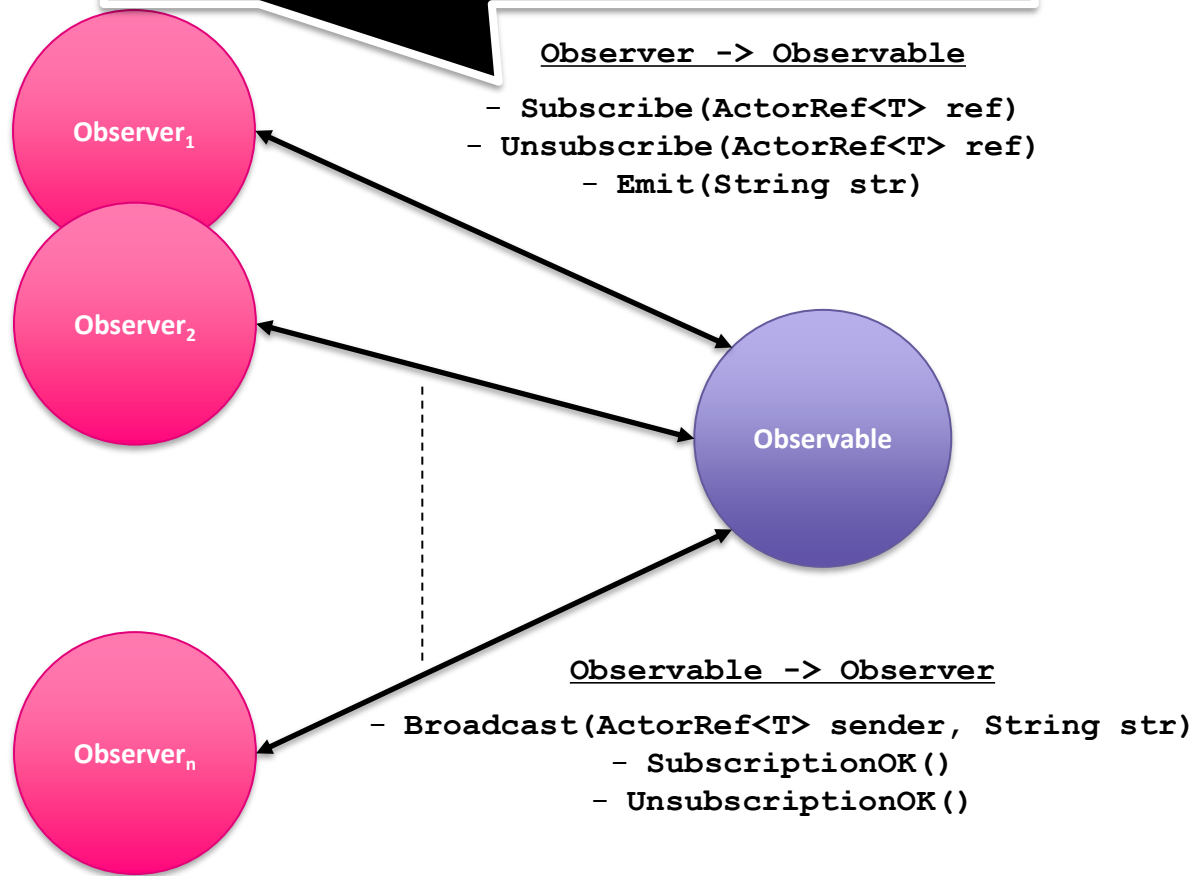 Observer -> Observable
- Subscribe(ActorRef<T> ref)
- Unsubscribe(ActorRef<T> ref)
- Emit(String str)
Observer₁
Observer₂
Observable
Observable -> Observer
- Broadcast(ActorRef<T> sender, String str)
- SubscriptionOK()
- UnsubscriptionOK()
Observerₙ